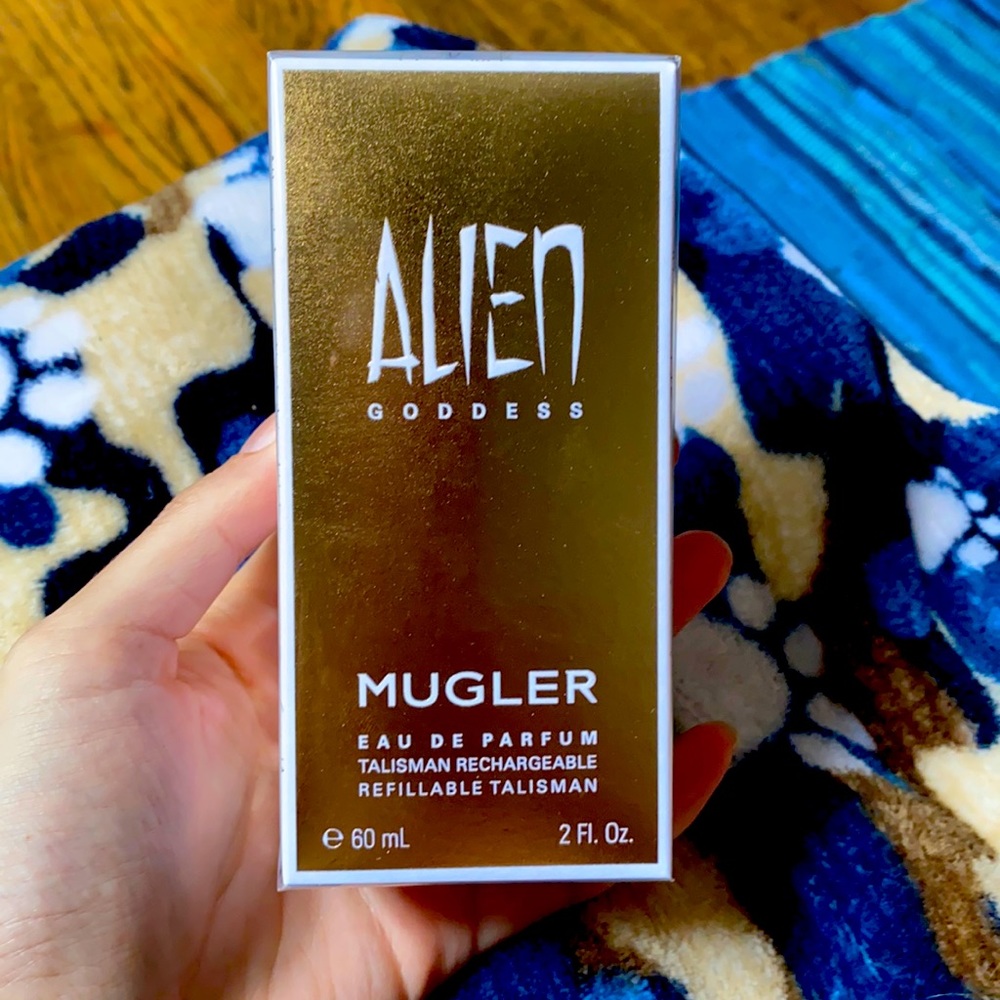 ALIEN
GODDESS
MUGLER
EAU DE PARFUM
TALISMAN RECHARGEABLE
REFILLABLE TALISMAN
℮ 60 mL 2 Fl. Oz.